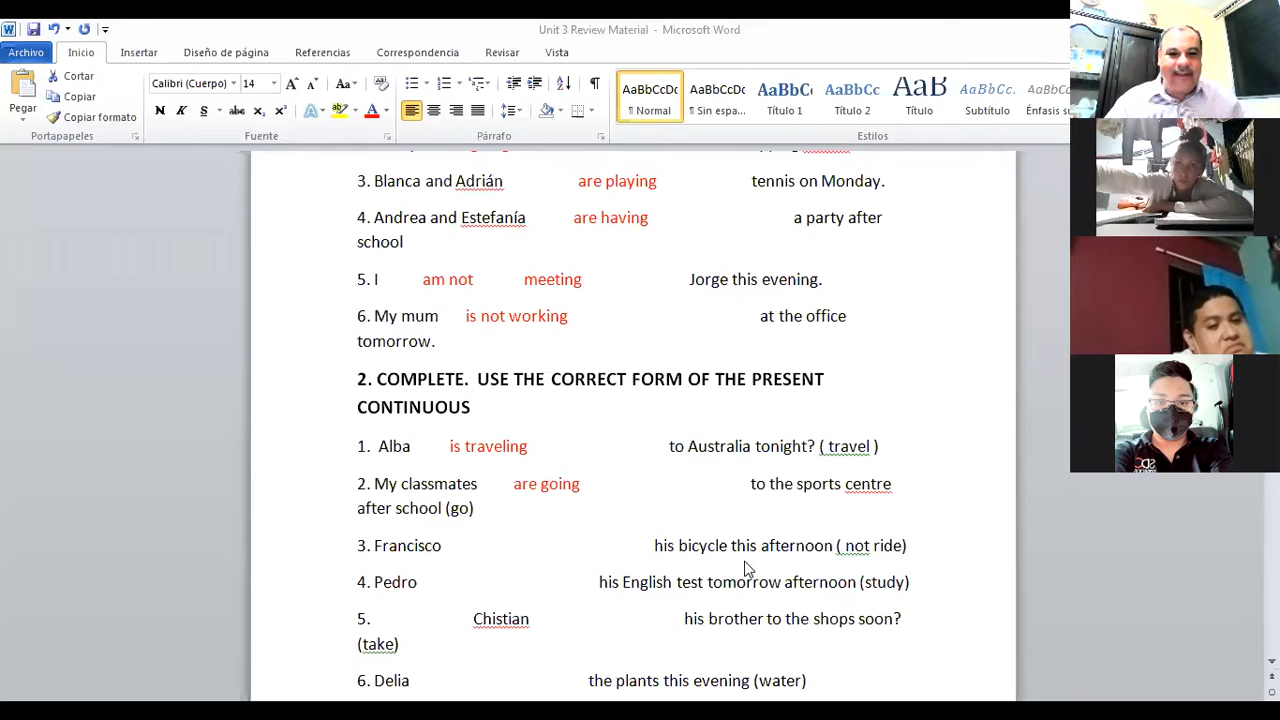 Unit 3 Review Material - Microsoft Word
Archivo Inicio Insertar Diseño de página Referencias Correspondencia Revisar Vista
Cortar
Copiar
Copiar formato
Pegar
Portapapeles
Calibri (Cuerpo) 14
N K S abc x₂ x² A
Fuente
Párrafo
AaBbCcDc AaBbCcDc AaBbC AaBbCc AaB AaBbCc. AaBbCc
¶ Normal ¶ Sin espa... Título 1 Título 2 Título Subtítulo Énfasis
Estilos
3. Blanca and Adrián are playing tennis on Monday.
4. Andrea and Estefanía are having a party after
school
5. I am not meeting Jorge this evening.
6. My mum is not working at the office
tomorrow.
2. COMPLETE. USE THE CORRECT FORM OF THE PRESENT
CONTINUOUS
1. Alba is traveling to Australia tonight? ( travel )
2. My classmates are going to the sports centre
after school (go)
3. Francisco his bicycle this afternoon ( not ride)
4. Pedro his English test tomorrow afternoon (study)
5. Chistian his brother to the shops soon?
(take)
6. Delia the plants this evening (water)